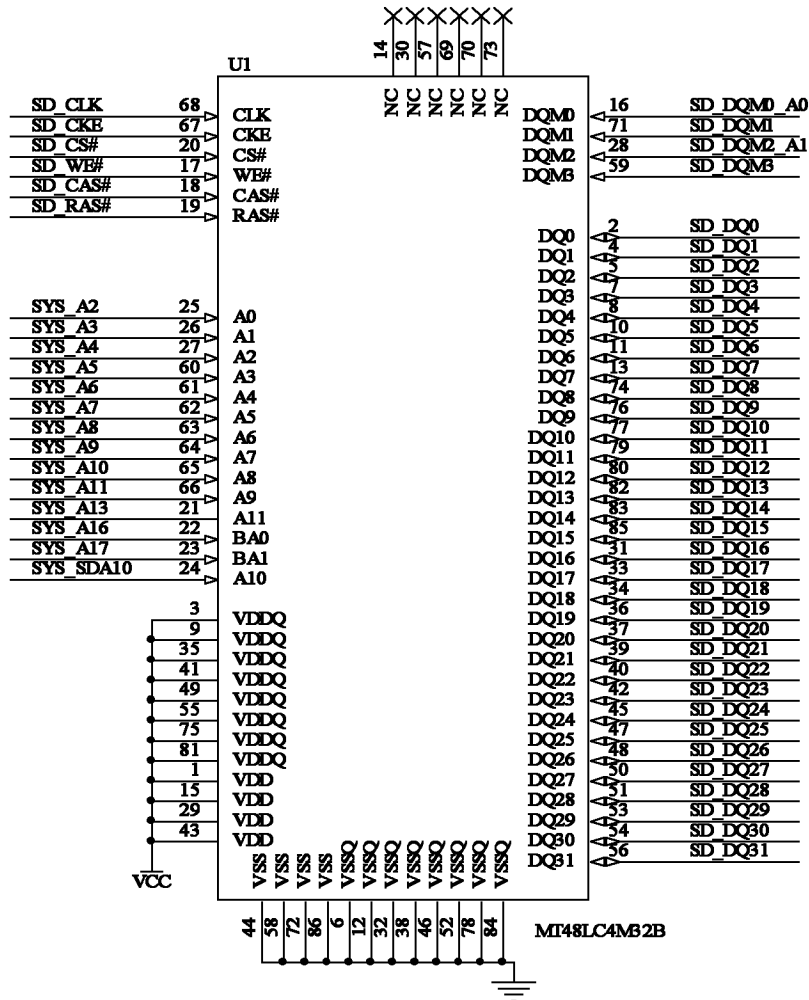 14 30 57 69 70 73
U1
NC NC NC NC NC NC
SD_CLK 68 CLK DQM0 16 SD_DQM0_A0
SD_CKE 67 CKE DQM1 71 SD_DQM1
SD_CS# 20 CS# DQM2 28 SD_DQM2_A1
SD_WE# 17 WE# DQM3 59 SD_DQM3
SD_CAS# 18 CAS#
SD_RAS# 19 RAS#
DQ0 2 SD_DQ0
DQ1 4 SD_DQ1
DQ2 5 SD_DQ2
DQ3 7 SD_DQ3
SYS_A2 25 A0 DQ4 8 SD_DQ4
SYS_A3 26 A1 DQ5 10 SD_DQ5
SYS_A4 27 A2 DQ6 11 SD_DQ6
SYS_A5 60 A3 DQ7 13 SD_DQ7
SYS_A6 61 A4 DQ8 74 SD_DQ8
SYS_A7 62 A5 DQ9 76 SD_DQ9
SYS_A8 63 A6 DQ10 77 SD_DQ10
SYS_A9 64 A7 DQ11 79 SD_DQ11
SYS_A10 65 A8 DQ12 80 SD_DQ12
SYS_A11 66 A9 DQ13 82 SD_DQ13
SYS_A13 21 A11 DQ14 83 SD_DQ14
SYS_A16 22 BA0 DQ15 85 SD_DQ15
SYS_A17 23 BA1 DQ16 31 SD_DQ16
SYS_SDA10 24 A10 DQ17 33 SD_DQ17
DQ18 34 SD_DQ18
3 VDDQ DQ19 36 SD_DQ19
9 VDDQ DQ20 37 SD_DQ20
35 VDDQ DQ21 39 SD_DQ21
41 VDDQ DQ22 40 SD_DQ22
49 VDDQ DQ23 42 SD_DQ23
55 VDDQ DQ24 45 SD_DQ24
75 VDDQ DQ25 47 SD_DQ25
81 VDDQ DQ26 48 SD_DQ26
1 VDD DQ27 50 SD_DQ27
15 VDD DQ28 51 SD_DQ28
29 VDD DQ29 53 SD_DQ29
43 VDD DQ30 54 SD_DQ30
DQ31 56 SD_DQ31
VCC
VSS VSS VSS VSS VSSQ VSSQ VSSQ VSSQ VSSQ VSSQ VSSQ VSSQ
44 58 72 86 6 12 32 38 46 52 78 84
MT48LC4M32B